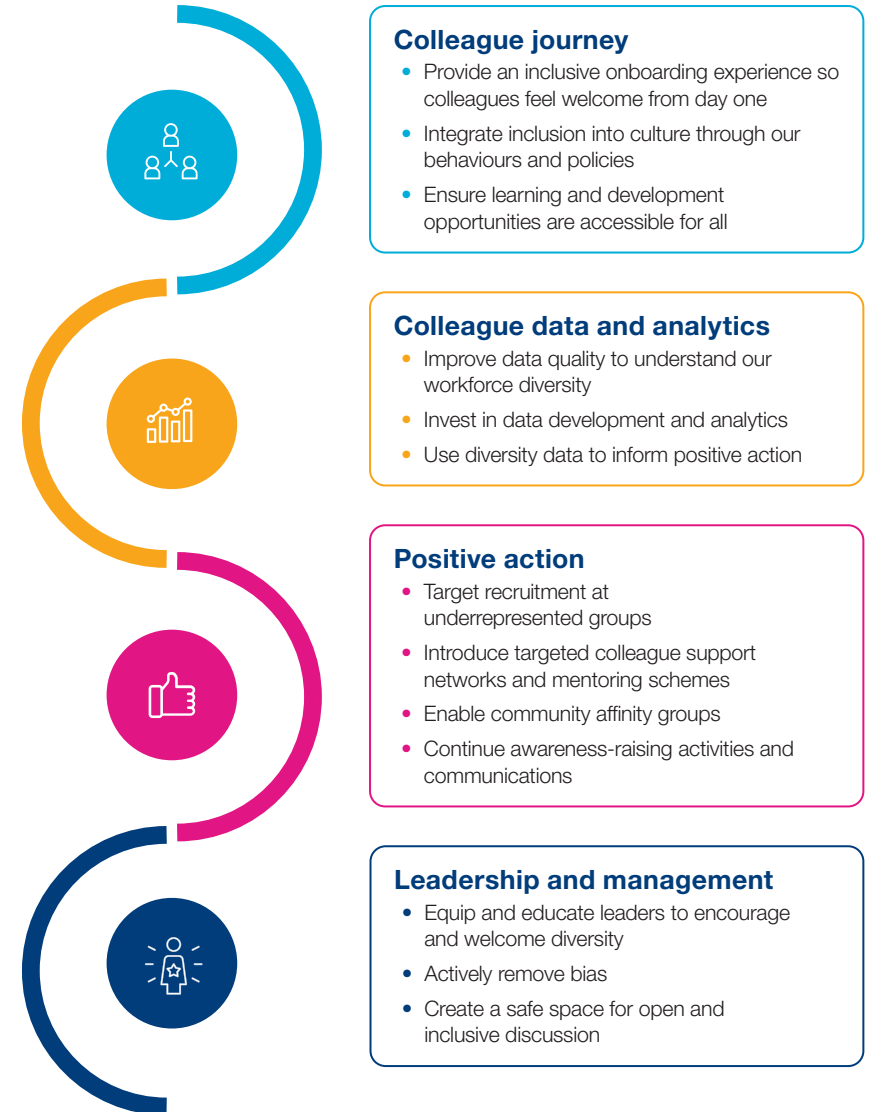 Colleague journey
• Provide an inclusive onboarding experience so
colleagues feel welcome from day one
• Integrate inclusion into culture through our
behaviours and policies
• Ensure learning and development
opportunities are accessible for all
Colleague data and analytics
• Improve data quality to understand our
workforce diversity
• Invest in data development and analytics
• Use diversity data to inform positive action
Positive action
• Target recruitment at
underrepresented groups
• Introduce targeted colleague support
networks and mentoring schemes
• Enable community affinity groups
• Continue awareness-raising activities and
communications
Leadership and management
• Equip and educate leaders to encourage
and welcome diversity
• Actively remove bias
• Create a safe space for open and
inclusive discussion